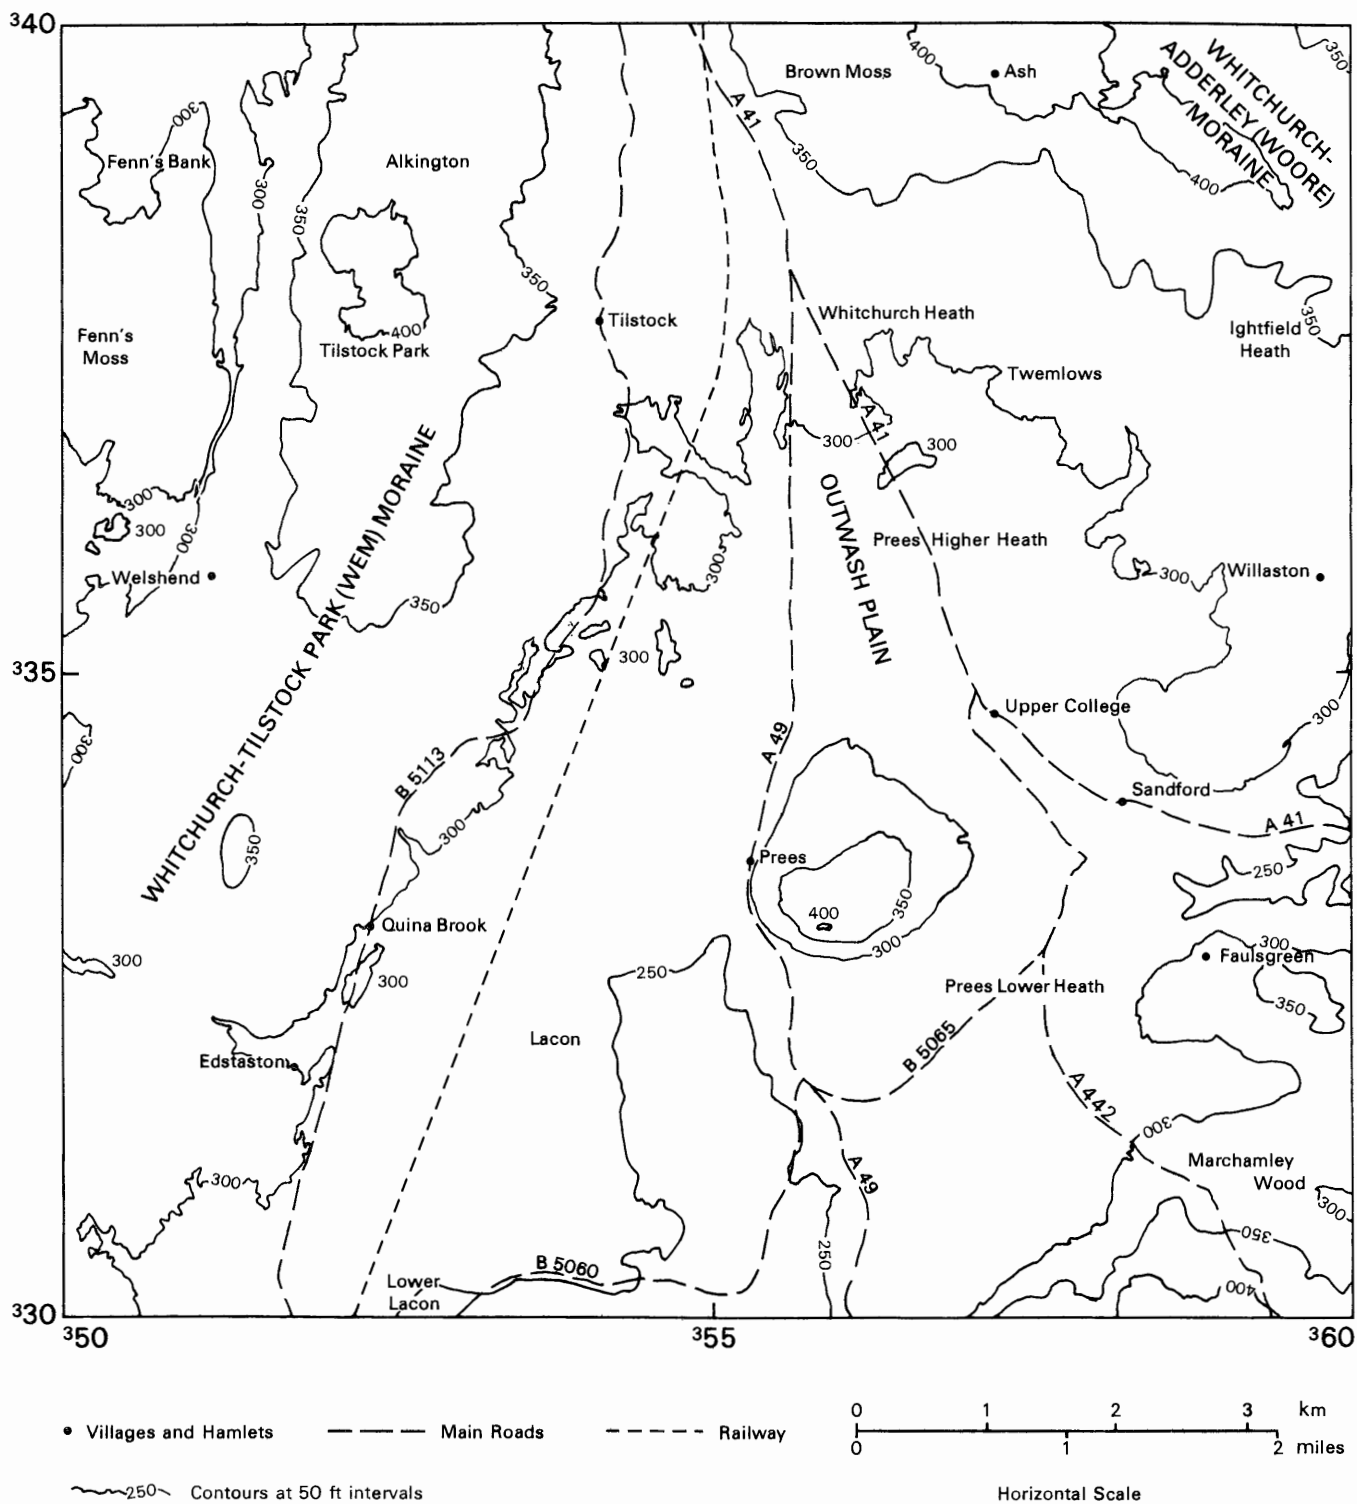 340
400
Ash
Brown Moss
350
WHITCHURCH-
ADDERLEY (WOORE)
MORAINE
A 41
300
Fenn's Bank
Alkington
350
400
300
350
350
Tilstock
Whitchurch Heath
350
Ightfield
Heath
Fenn's
Moss
400
Tilstock Park
Twemlows
A 41
300
300
WHITCHURCH-TILSTOCK PARK (WEM) MORAINE
OUTWASH PLAIN
300
300
300
Prees Higher Heath
300
300
Willaston
Welshend
350
335
300
Upper College
300
300
A 49
B 5113
Sandford
A 41
300
350
Prees
250
350
400
Quina Brook
300
300
Faulsgreen
300
250
300
Prees Lower Heath
350
Lacon
B 5065
Edstaston
A 442
300
Marchamley
Wood
300
A 49
300
350
250
B 5060
Lower
Lacon
400
330
350
355
360
0 1 2 3 km
Villages and Hamlets
Main Roads
Railway
0 1 2 miles
250
Contours at 50 ft intervals
Horizontal Scale